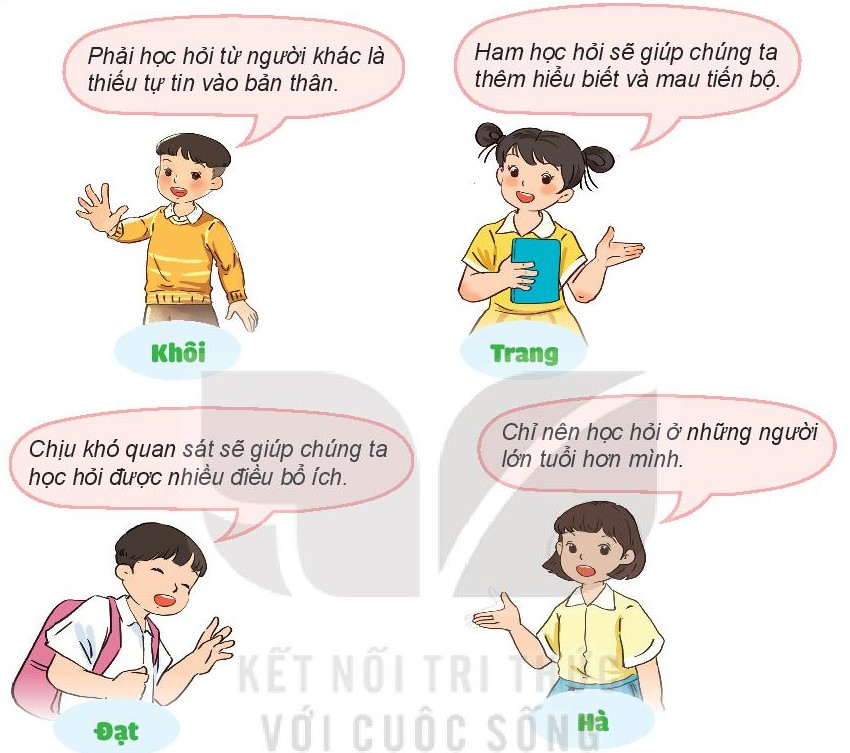 Phải học hỏi từ người khác là
thiếu tự tin vào bản thân.
Ham học hỏi sẽ giúp chúng ta
thêm hiểu biết và mau tiến bộ.
Khôi
Trang
Chịu khó quan sát sẽ giúp chúng ta
học hỏi được nhiều điều bổ ích.
Chỉ nên học hỏi ở những người
lớn tuổi hơn mình.
KẾT NỐI TRI THỨC
VỚI CUỘC SỐNG
Đạt
Hà